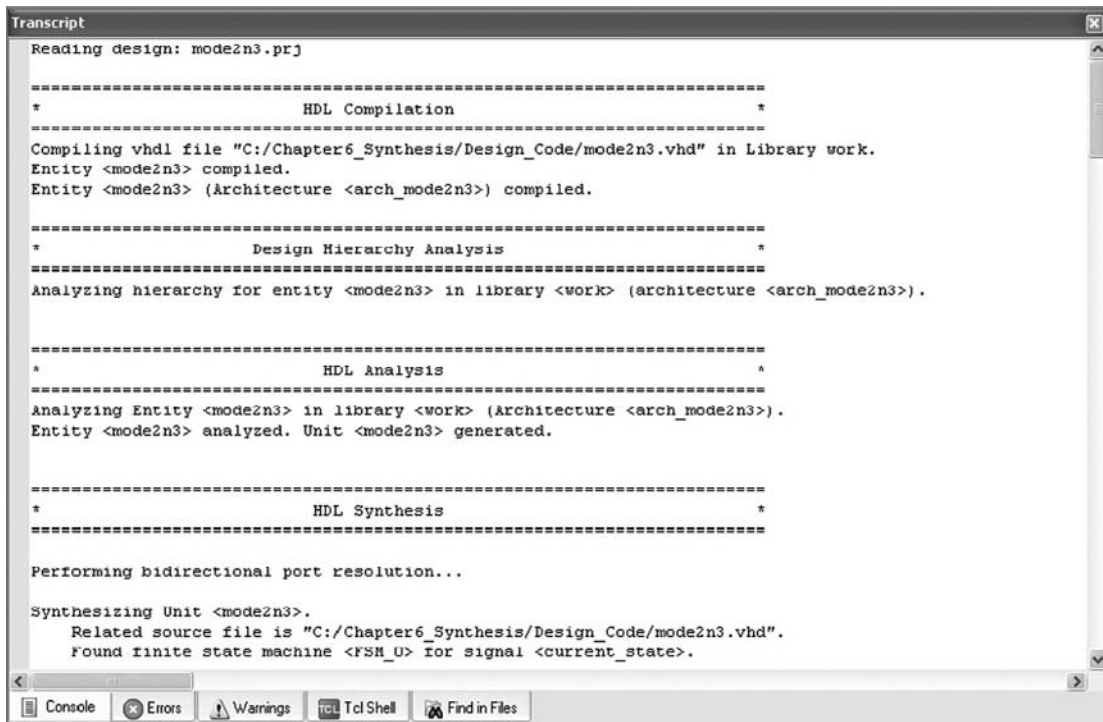 Transcript
Reading design: mode2n3.prj
=========================================================================
*                          HDL Compilation                              *
=========================================================================
Compiling vhdl file "C:/Chapter6_Synthesis/Design_Code/mode2n3.vhd" in Library work.
Entity <mode2n3> compiled.
Entity <mode2n3> (Architecture <arch_mode2n3>) compiled.
=========================================================================
*                     Design Hierarchy Analysis                         *
=========================================================================
Analyzing hierarchy for entity <mode2n3> in library <work> (architecture <arch_mode2n3>).
=========================================================================
*                            HDL Analysis                               *
=========================================================================
Analyzing Entity <mode2n3> in library <work> (Architecture <arch_mode2n3>).
Entity <mode2n3> analyzed. Unit <mode2n3> generated.
=========================================================================
*                           HDL Synthesis                               *
=========================================================================
Performing bidirectional port resolution...
Synthesizing Unit <mode2n3>.
Related source file is "C:/Chapter6_Synthesis/Design_Code/mode2n3.vhd".
Found finite state machine <FSM_0> for signal <current_state>.
Console Errors Warnings TCL Tcl Shell Find in Files